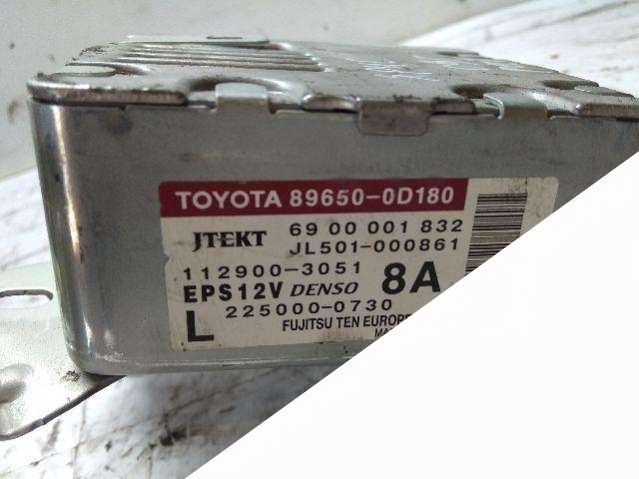 TOYOTA 89650-0D180
JTEKT 69 00 001 832
JL501-000861
112900-3051 8A
EPS12V DENSO
L 225000-0730
FUJITSU TEN EUROPE